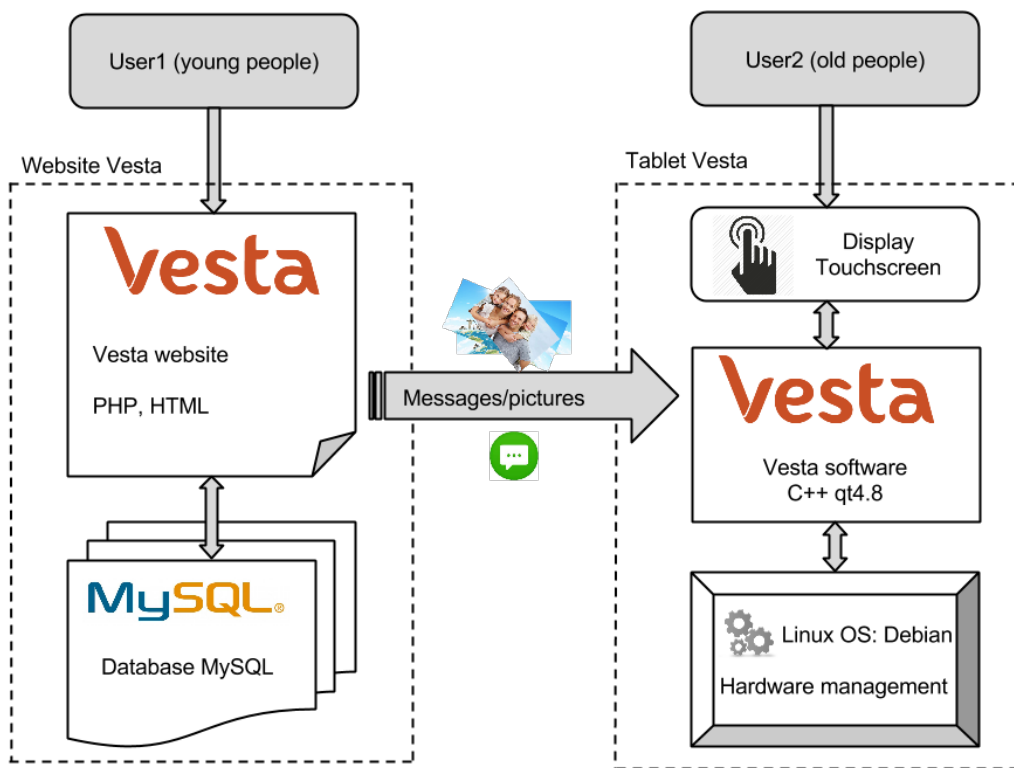 User1 (young people)
User2 (old people)
Website Vesta
Tablet Vesta
Vesta
Vesta website
PHP, HTML
Messages/pictures
Display
Touchscreen
Vesta
Vesta software
C++ qt4.8
MySQL®
Database MySQL
Linux OS: Debian
Hardware management